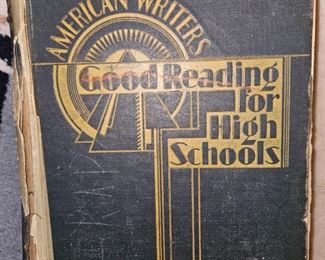 AMERICAN WRITERS
Good Reading
for
High
Schools